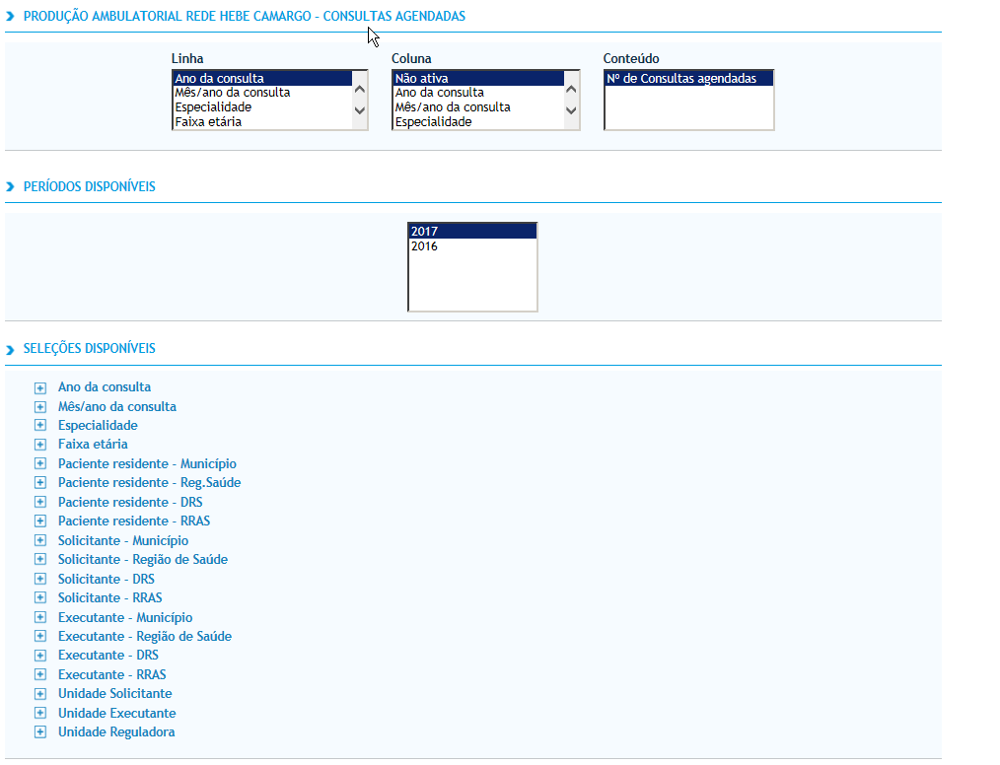 PRODUÇÃO AMBULATORIAL REDE HEBE CAMARGO - CONSULTAS AGENDADAS
Linha
Ano da consulta
Mês/ano da consulta
Especialidade
Faixa etária
Coluna
Não ativa
Ano da consulta
Mês/ano da consulta
Especialidade
Conteúdo
Nº de Consultas agendadas
PERÍODOS DISPONÍVEIS
2017
2016
SELEÇÕES DISPONÍVEIS
Ano da consulta
Mês/ano da consulta
Especialidade
Faixa etária
Paciente residente - Município
Paciente residente - Reg.Saúde
Paciente residente - DRS
Paciente residente - RRAS
Solicitante - Município
Solicitante - Região de Saúde
Solicitante - DRS
Solicitante - RRAS
Executante - Município
Executante - Região de Saúde
Executante - DRS
Executante - RRAS
Unidade Solicitante
Unidade Executante
Unidade Reguladora